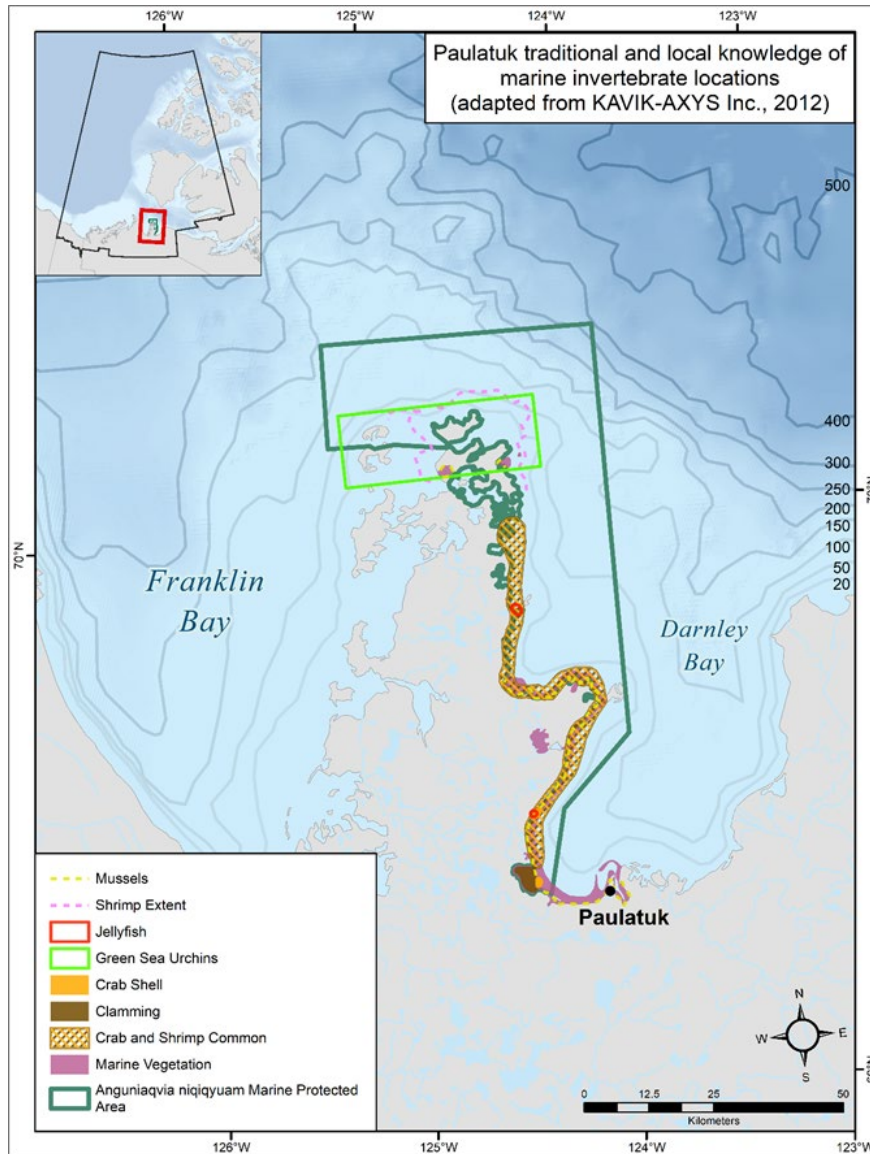 126°W
125°W
124°W
123°W
Paulatuk traditional and local knowledge of
marine invertebrate locations
(adapted from KAVIK-AXYS Inc., 2012)
500
400
300
250
200
150
100
50
20
70°N
70°N
Franklin
Bay
Darnley
Bay
Paulatuk
Mussels
Shrimp Extent
Jellyfish
Green Sea Urchins
Crab Shell
Clamming
Crab and Shrimp Common
Marine Vegetation
Anguniaqvia niqiqyuam Marine Protected
Area
N
W
E
S
0
12.5
25
50
Kilometers
126°W
125°W
124°W
123°W